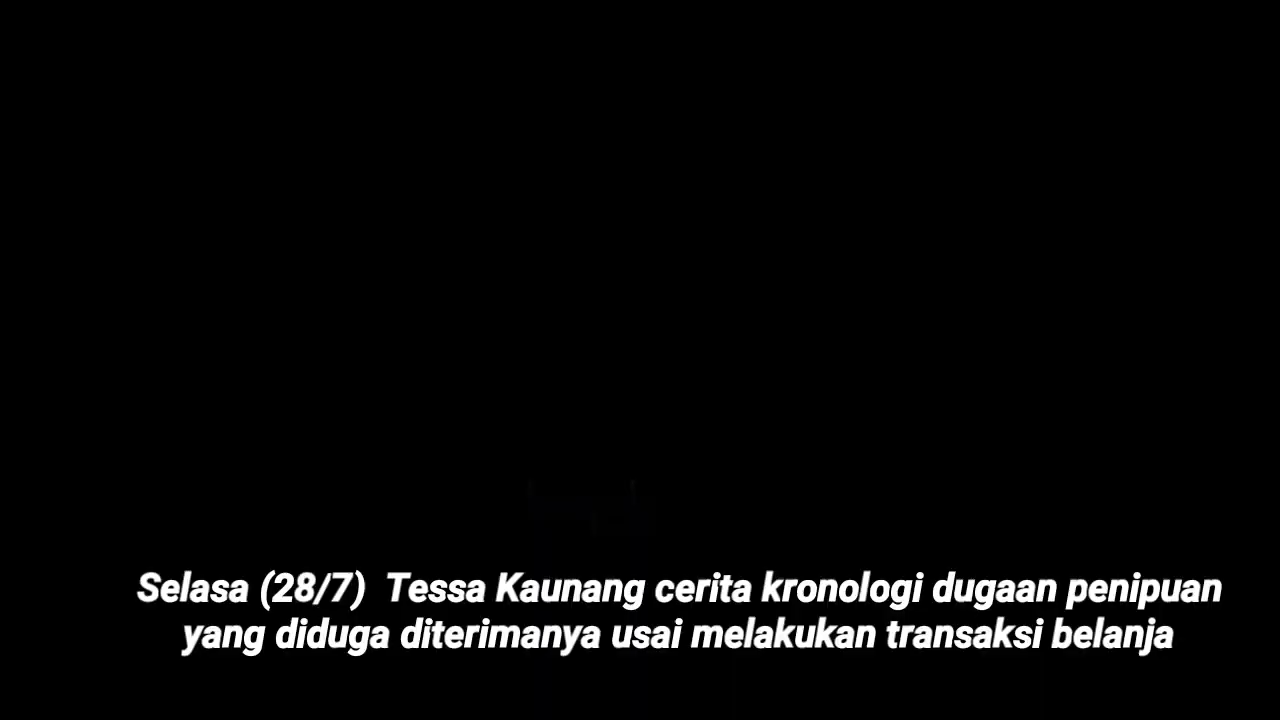 Selasa (28/7)  Tessa Kaunang cerita kronologi dugaan penipuan
yang diduga diterimanya usai melakukan transaksi belanja